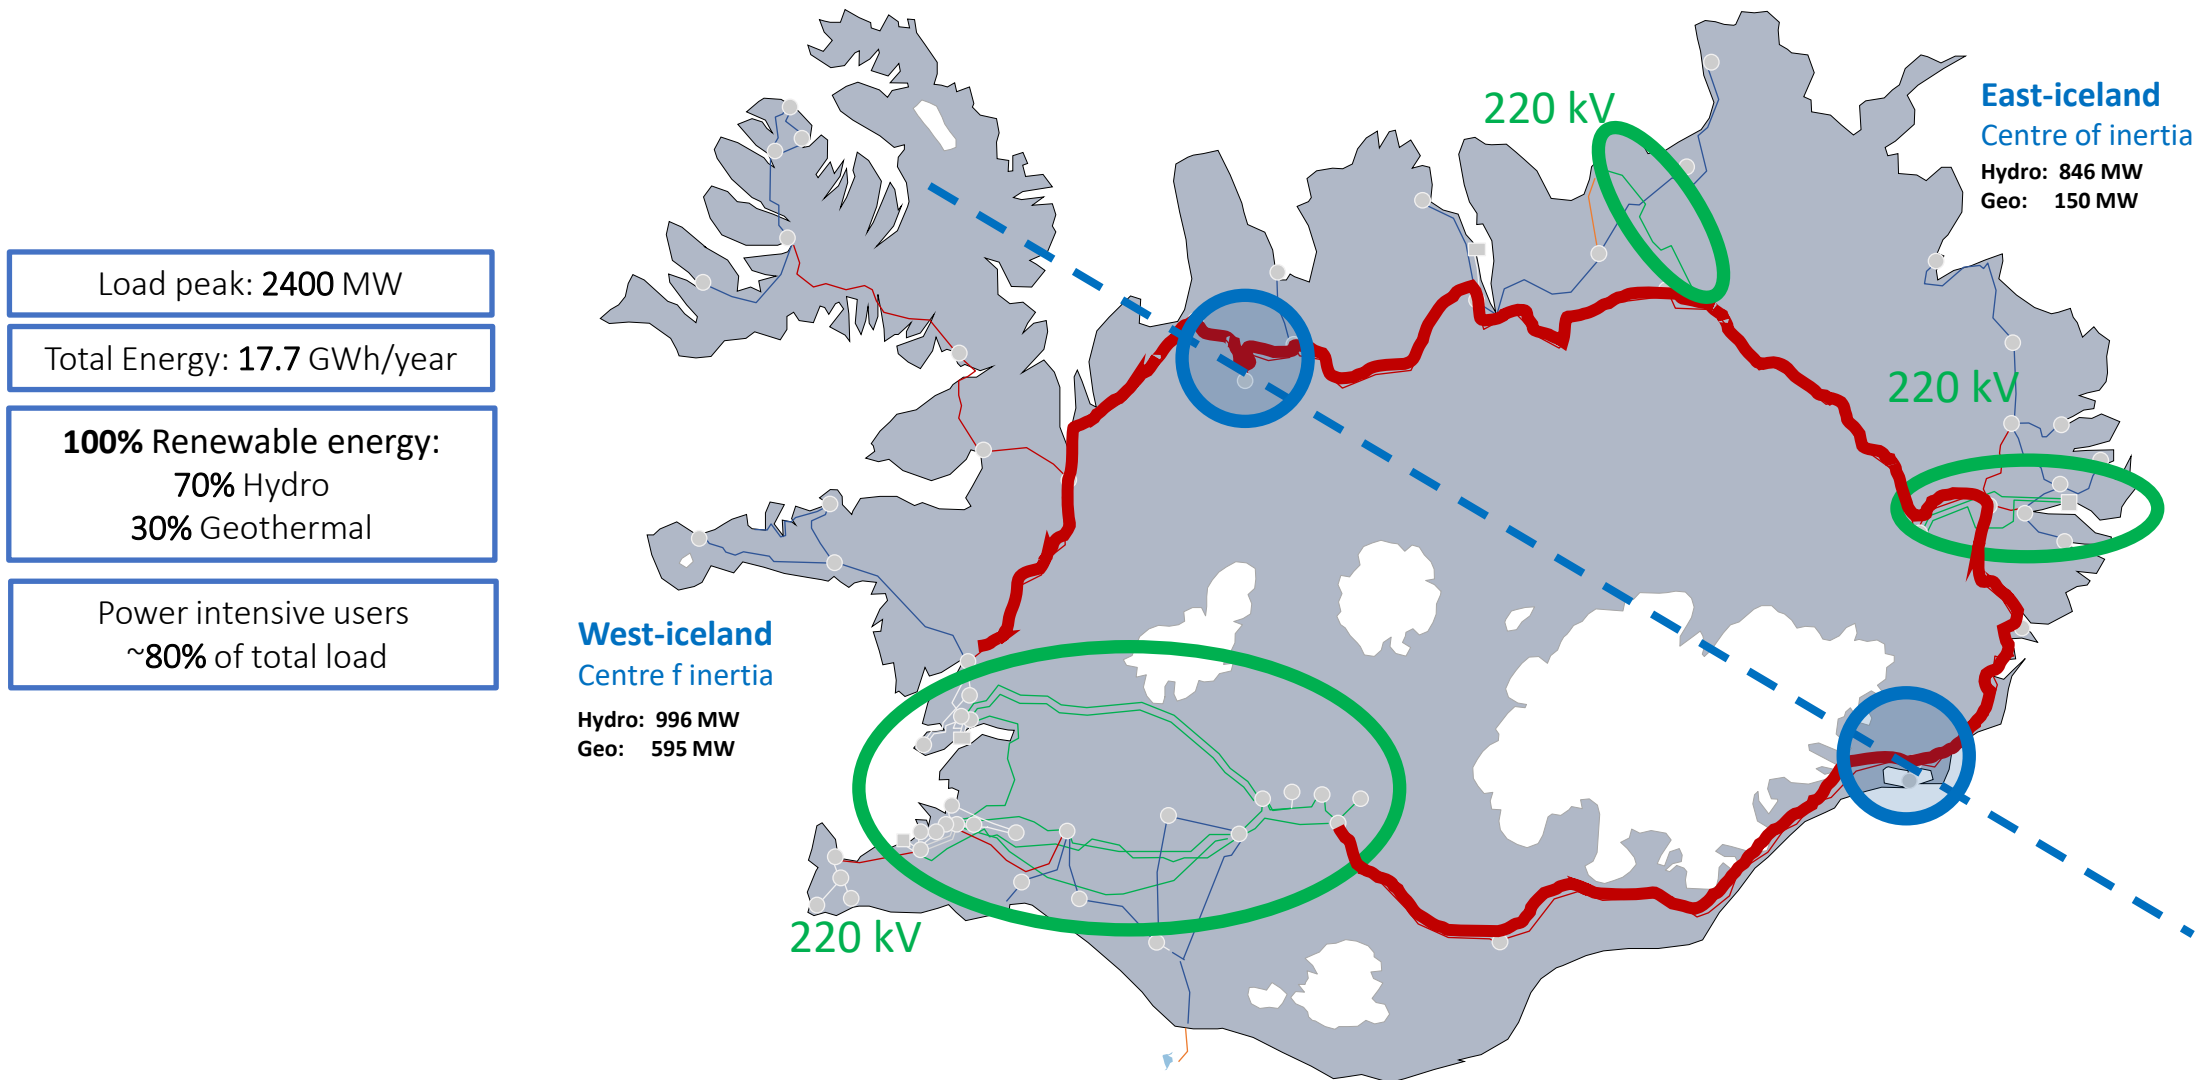 Load peak: 2400 MW
Total Energy: 17.7 GWh/year
100% Renewable energy:
70% Hydro
30% Geothermal
Power intensive users
~80% of total load
220 kV
East-iceland
Centre of inertia
Hydro: 846 MW
Geo: 150 MW
220 kV
West-iceland
Centre f inertia
Hydro: 996 MW
Geo: 595 MW
220 kV